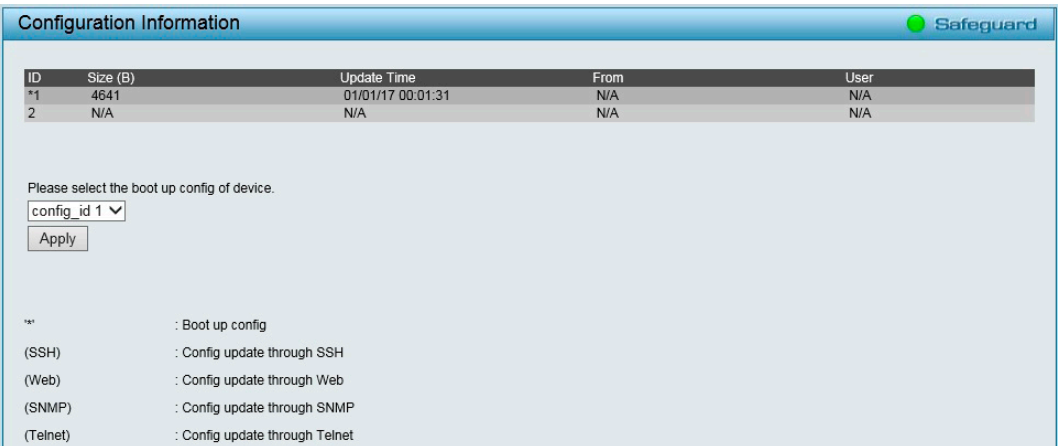 Configuration Information Safeguard
ID Size (B) Update Time From User
*1 4641 01/01/17 00:01:31 N/A N/A
2 N/A N/A N/A N/A
Please select the boot up config of device.
config_id 1
Apply
'*' : Boot up config
(SSH) : Config update through SSH
(Web) : Config update through Web
(SNMP) : Config update through SNMP
(Telnet) : Config update through Telnet